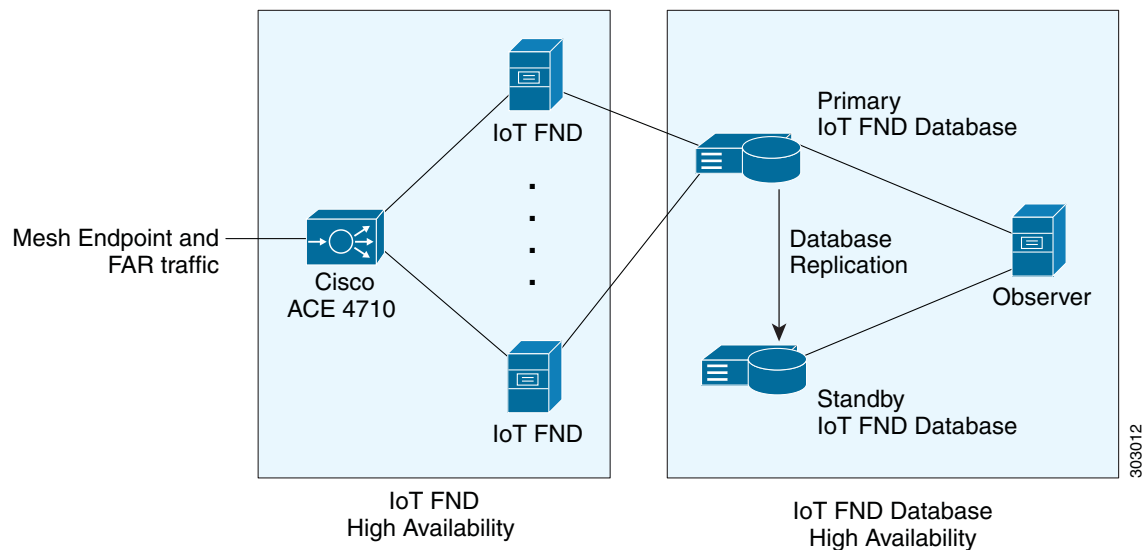 Mesh Endpoint and
FAR traffic
Cisco
ACE 4710
IoT FND
IoT FND
IoT FND
High Availability
Primary
IoT FND Database
Database
Replication
Observer
Standby
IoT FND Database
IoT FND Database
High Availability
303012